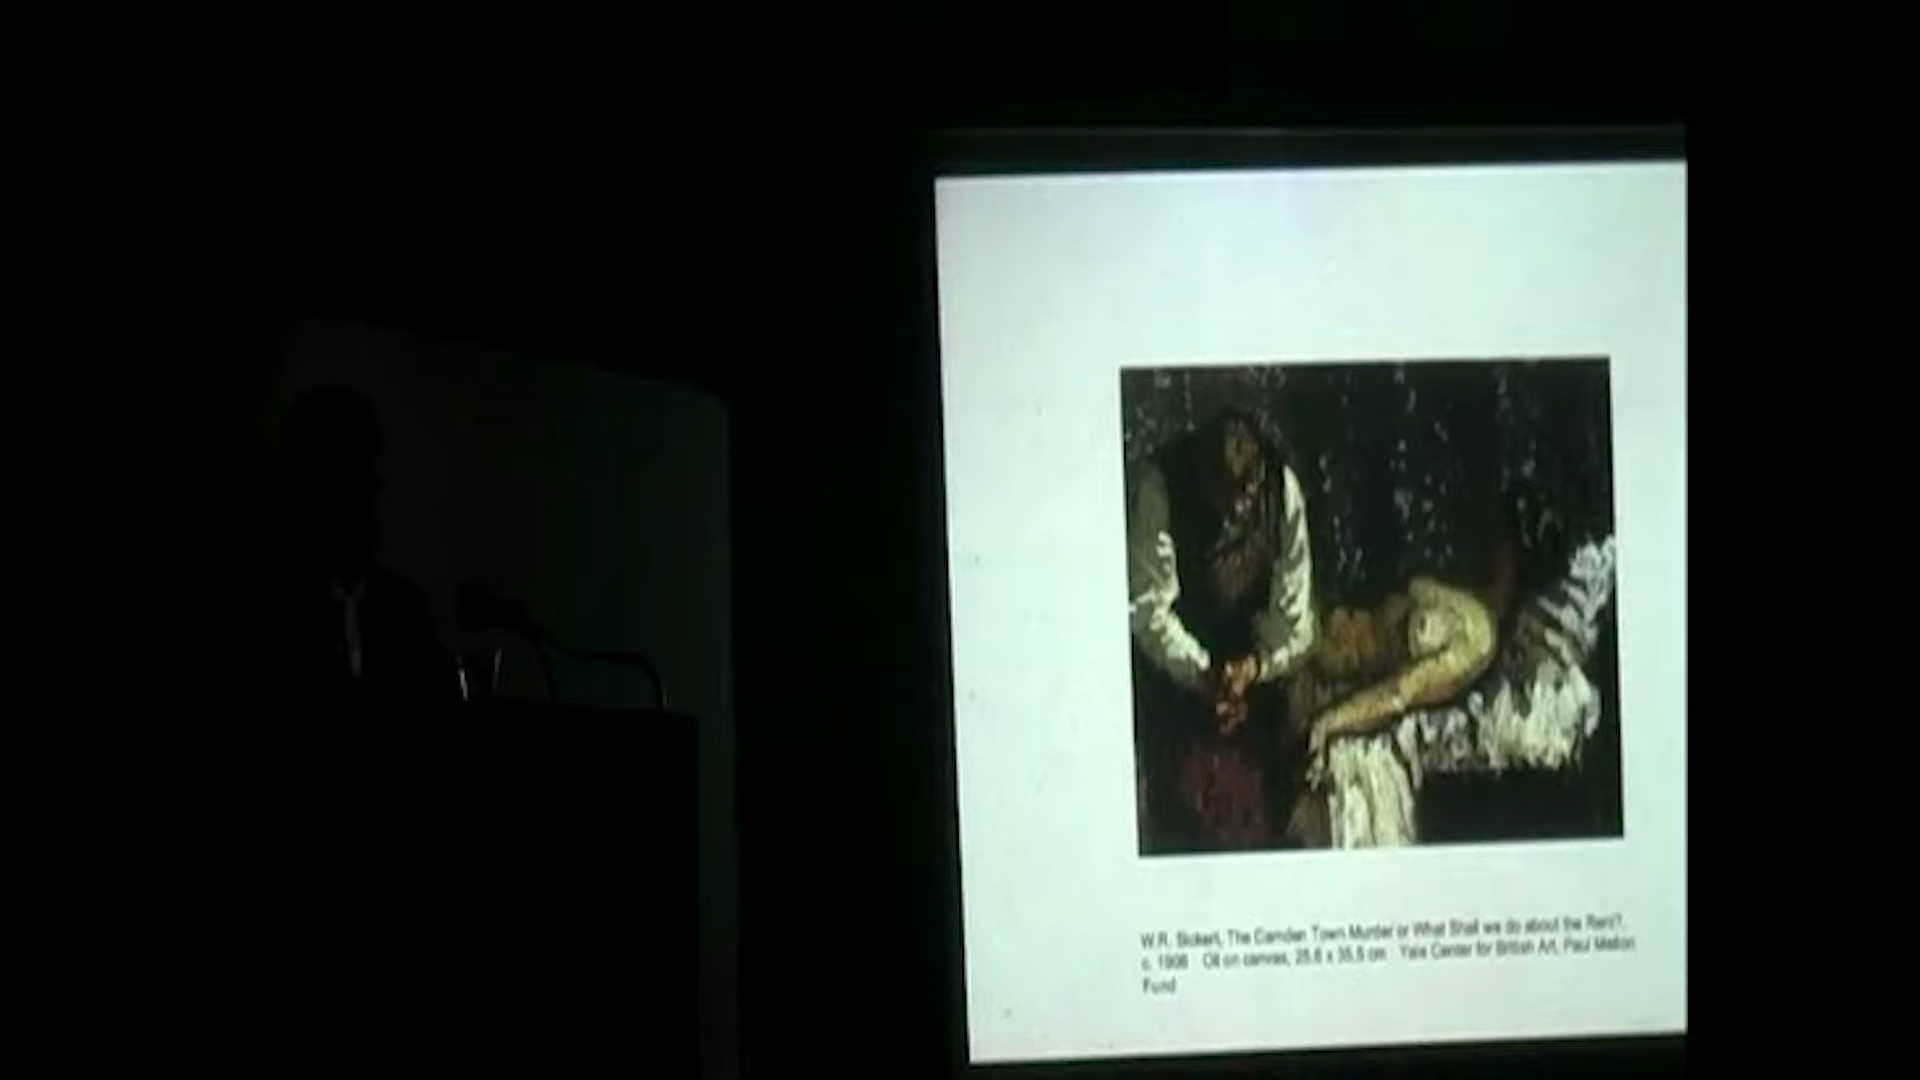 W.R. Sickert, The Camden Town Murder or What Shall we do about the Rent?,
c. 1908 Oil on canvas, 25.6 x 35.5 cm Yale Center for British Art, Paul Mellon
Fund